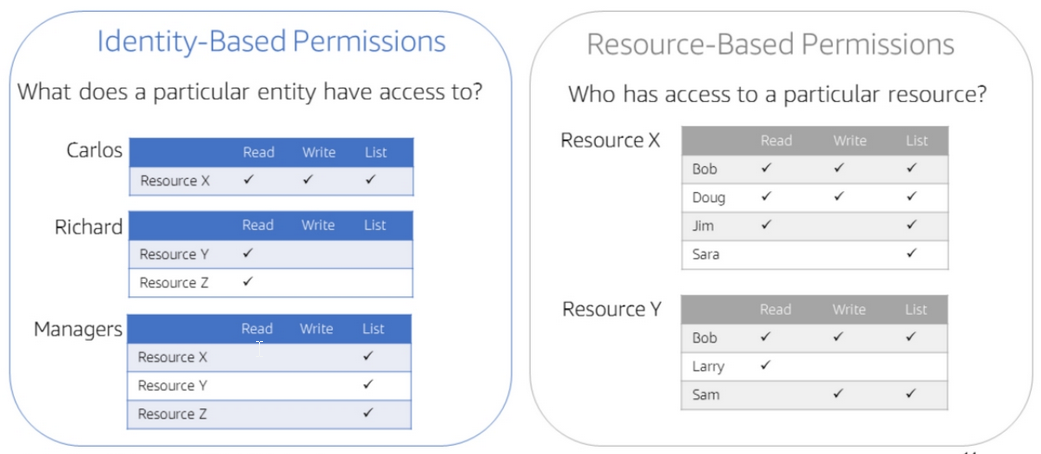 Identity-Based Permissions
What does a particular entity have access to?
Carlos
Read Write List
Resource X ✓ ✓ ✓
Richard
Read Write List
Resource Y ✓
Resource Z ✓
Managers
Read Write List
Resource X ✓
Resource Y ✓
Resource Z ✓
Resource-Based Permissions
Who has access to a particular resource?
Resource X
Read Write List
Bob ✓ ✓ ✓
Doug ✓ ✓ ✓
Jim ✓ ✓
Sara ✓
Resource Y
Read Write List
Bob ✓ ✓ ✓
Larry ✓
Sam ✓ ✓